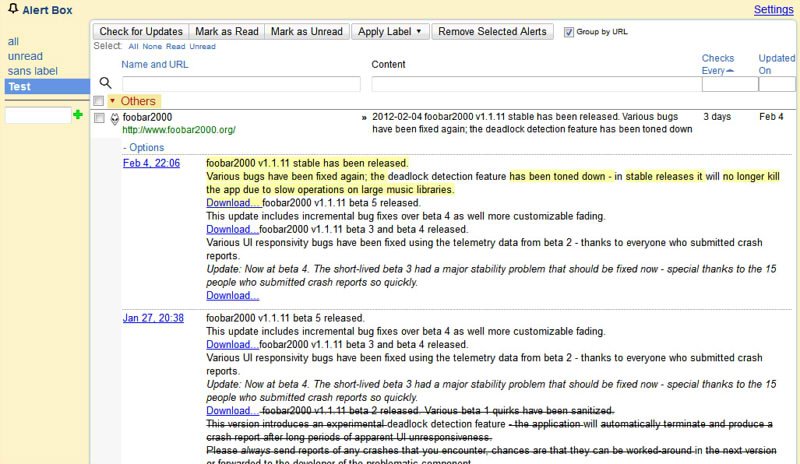 Alert Box
Settings
all
unread
sans label
Test
Check for Updates Mark as Read Mark as Unread Apply Label Remove Selected Alerts Group by URL
Select: All None Read Unread
Name and URL Content Checks Every Updated On
Others
foobar2000 » 2012-02-04 foobar2000 v1.1.11 stable has been released. Various bugs 3 days Feb 4
http://www.foobar2000.org/ have been fixed again; the deadlock detection feature has been toned down
- Options
Feb 4, 22:06 foobar2000 v1.1.11 stable has been released.
Various bugs have been fixed again; the deadlock detection feature has been toned down - in stable releases it will no longer kill
the app due to slow operations on large music libraries.
Download... foobar2000 v1.1.11 beta 5 released.
This update includes incremental bug fixes over beta 4 as well more customizable fading.
Download...foobar2000 v1.1.11 beta 3 and beta 4 released.
Various UI responsivity bugs have been fixed using the telemetry data from beta 2 - thanks to everyone who submitted crash
reports.
Update: Now at beta 4. The short-lived beta 3 had a major stability problem that should be fixed now - special thanks to the 15
people who submitted crash reports so quickly.
Download...
Jan 27, 20:38 foobar2000 v1.1.11 beta 5 released.
This update includes incremental bug fixes over beta 4 as well more customizable fading.
Download...foobar2000 v1.1.11 beta 3 and beta 4 released.
Various UI responsivity bugs have been fixed using the telemetry data from beta 2 - thanks to everyone who submitted crash
reports.
Update: Now at beta 4. The short-lived beta 3 had a major stability problem that should be fixed now - special thanks to the 15
people who submitted crash reports so quickly.
Download... foobar2000 v1.1.11 beta 2 released. Various beta 1 quirks have been sanitized.
This version introduces an experimental deadlock detection feature - the application will automatically terminate and produce a
crash report after long periods of apparent UI unresponsiveness.
Please always send reports of any crashes that you encounter, chances are that they can be worked-around in the next version
or forwarded to the developer of the problematic component.